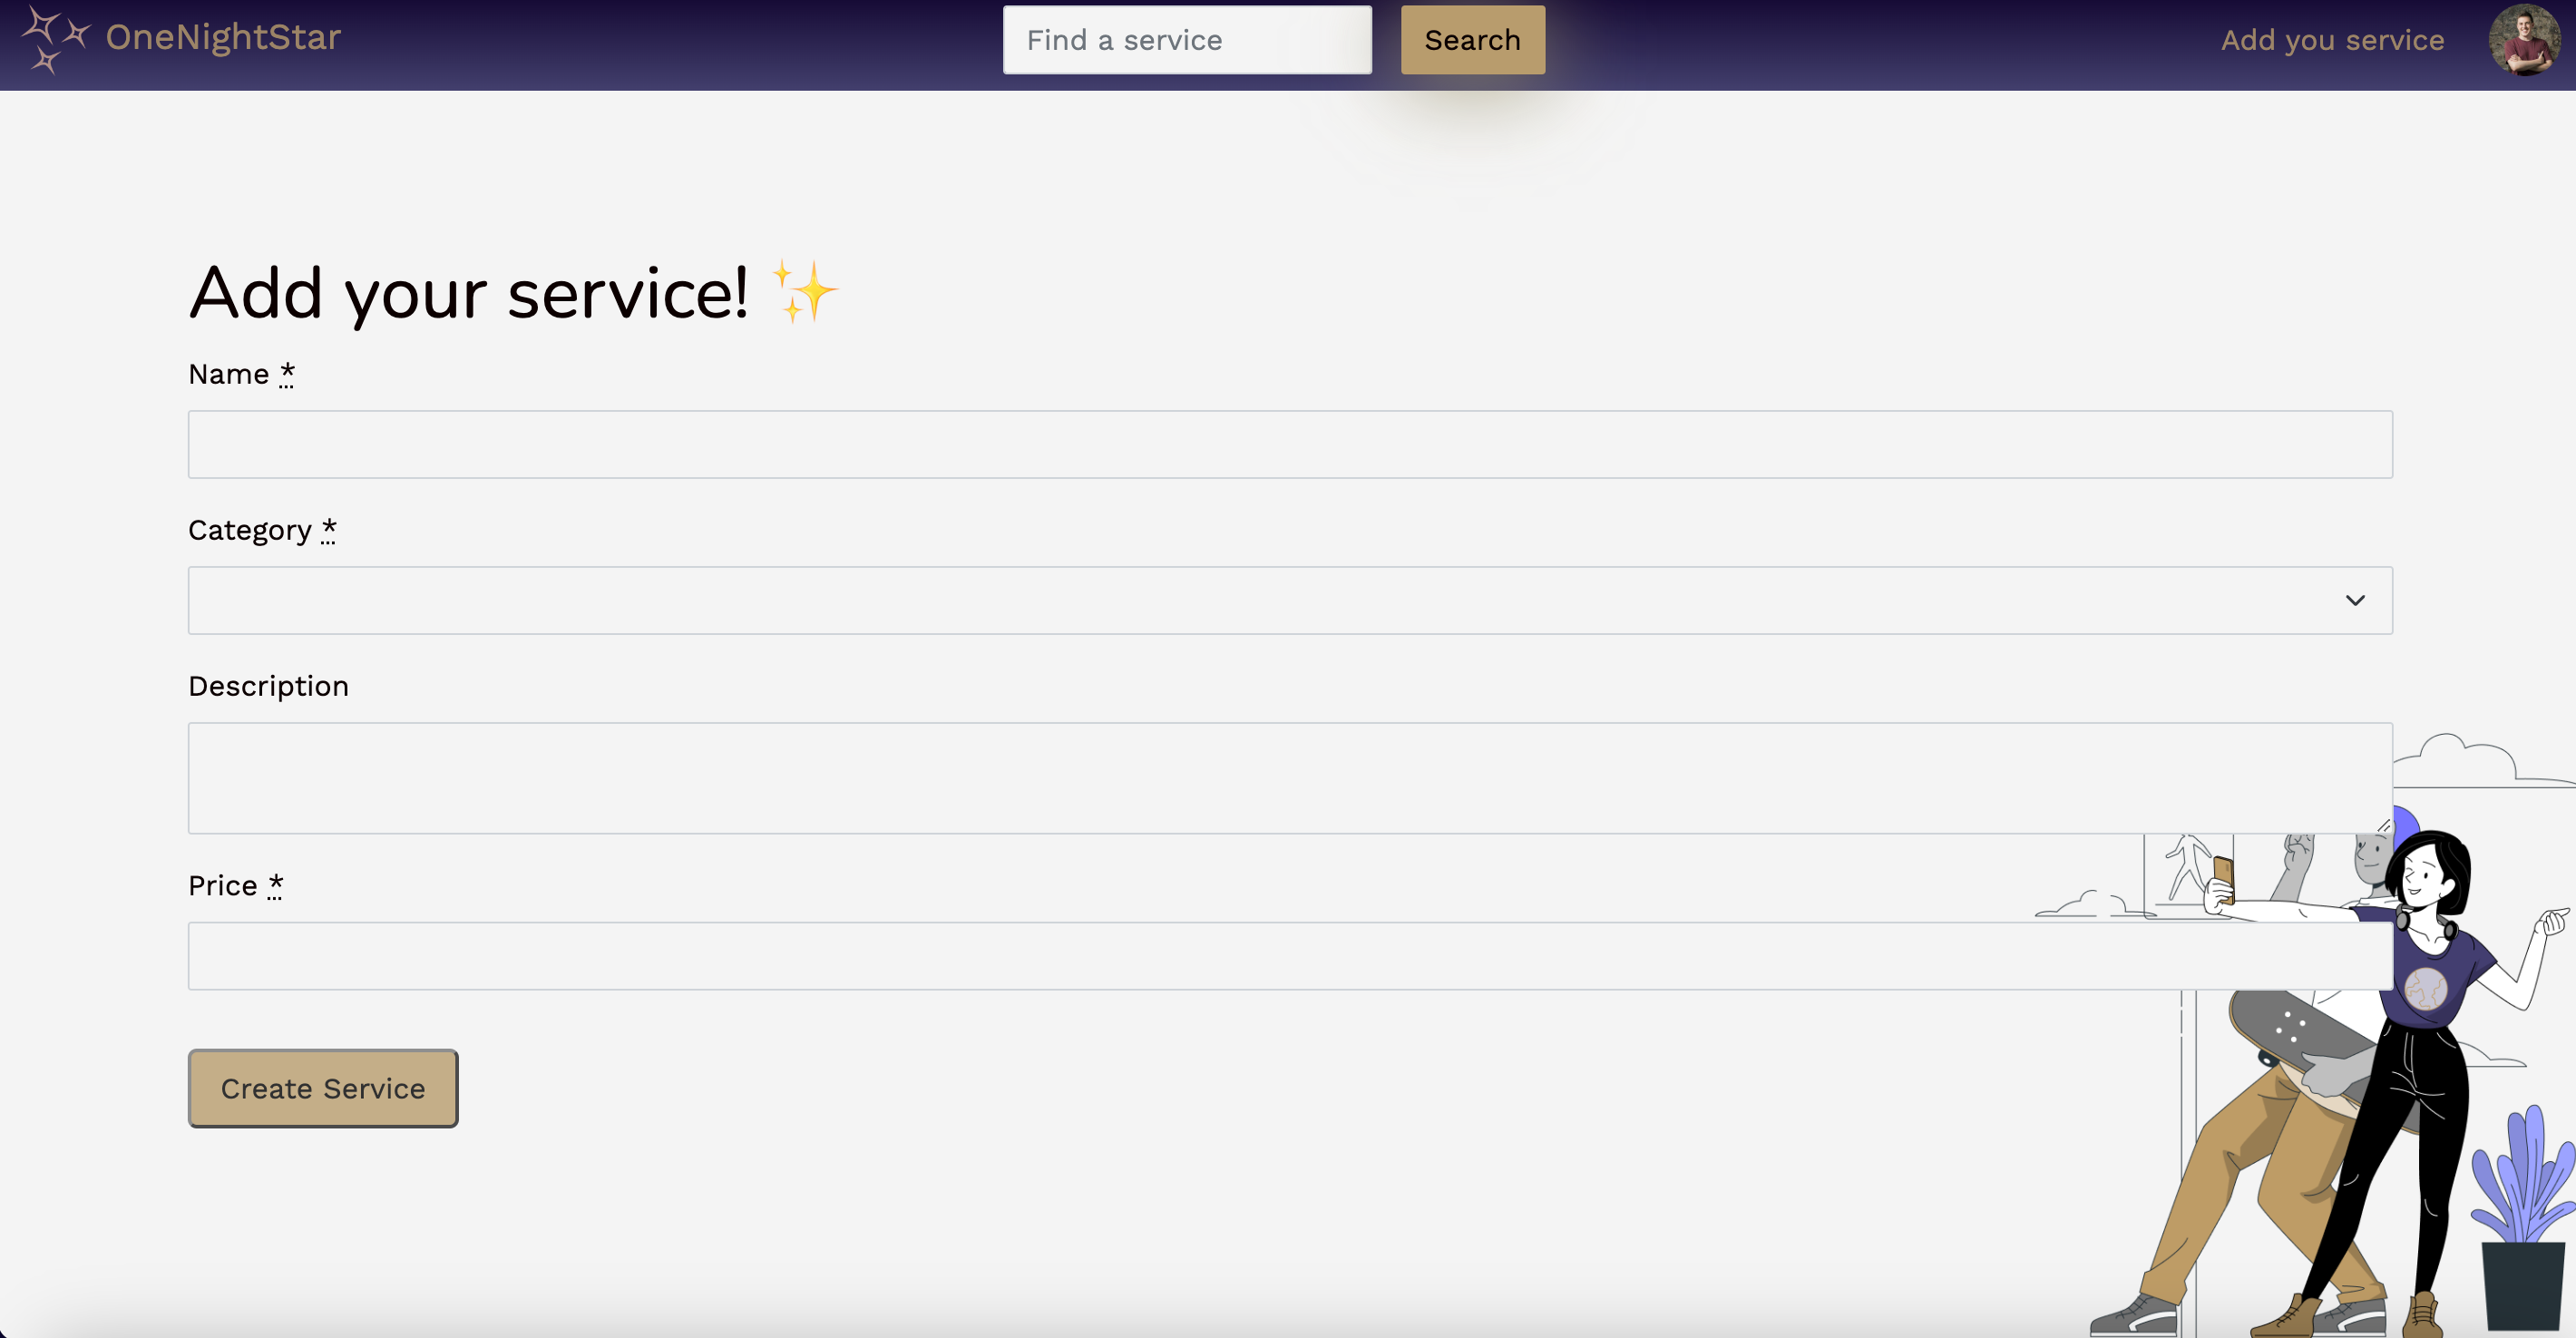 OneNightStar
Find a service
Search
Add you service
Add your service! ✨
Name *
Category *
Description
Price *
Create Service